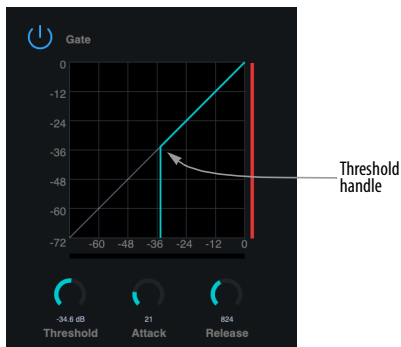 Gate
0
-12
-24
-36
-48
-60
-72
-60 -48 -36 -24 -12 0
Threshold
handle
-34.6 dB 21 824
Threshold Attack Release